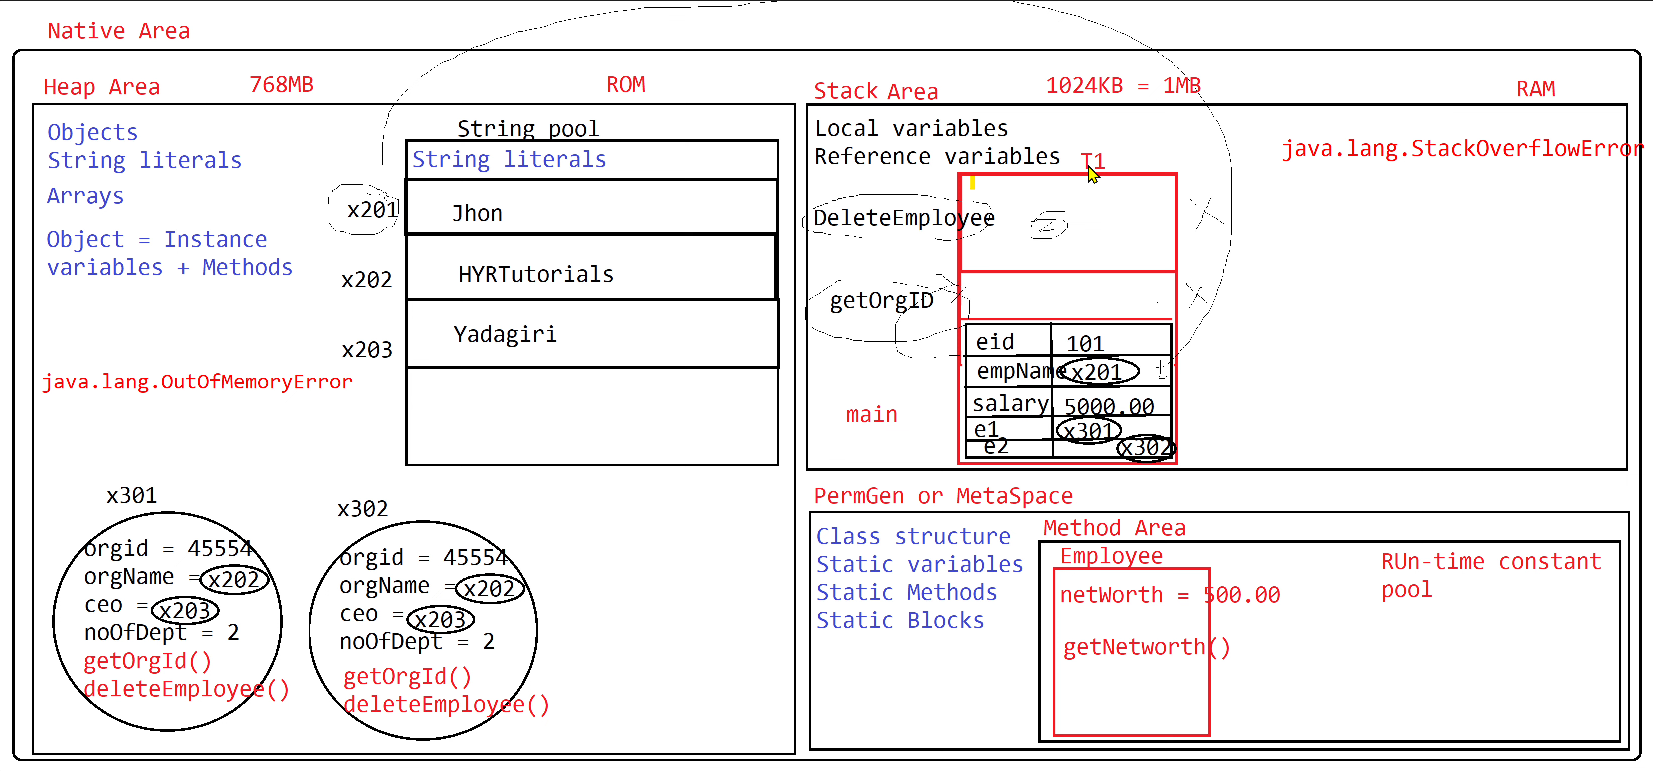 Native Area
Heap Area 768MB ROM
Objects
String literals
Arrays
Object = Instance
variables + Methods
java.lang.OutOfMemoryError
String pool
String literals
x201 Jhon
x202 HYRTutorials
x203 Yadagiri
x301
orgid = 45554
orgName = x202
ceo = x203
noOfDept = 2
getOrgId()
deleteEmployee()
x302
orgid = 45554
orgName = x202
ceo = x203
noOfDept = 2
getOrgId()
deleteEmployee()
Stack Area 1024KB = 1MB RAM
Local variables
Reference variables
T1
java.lang.StackOverflowError
DeleteEmployee
getOrgID
main
eid 101
empName x201
salary 5000.00
e1 x301
e2 x302
PermGen or MetaSpace
Class structure
Static variables
Static Methods
Static Blocks
Method Area
Employee
netWorth = 500.00
getNetworth()
RUn-time constant
pool